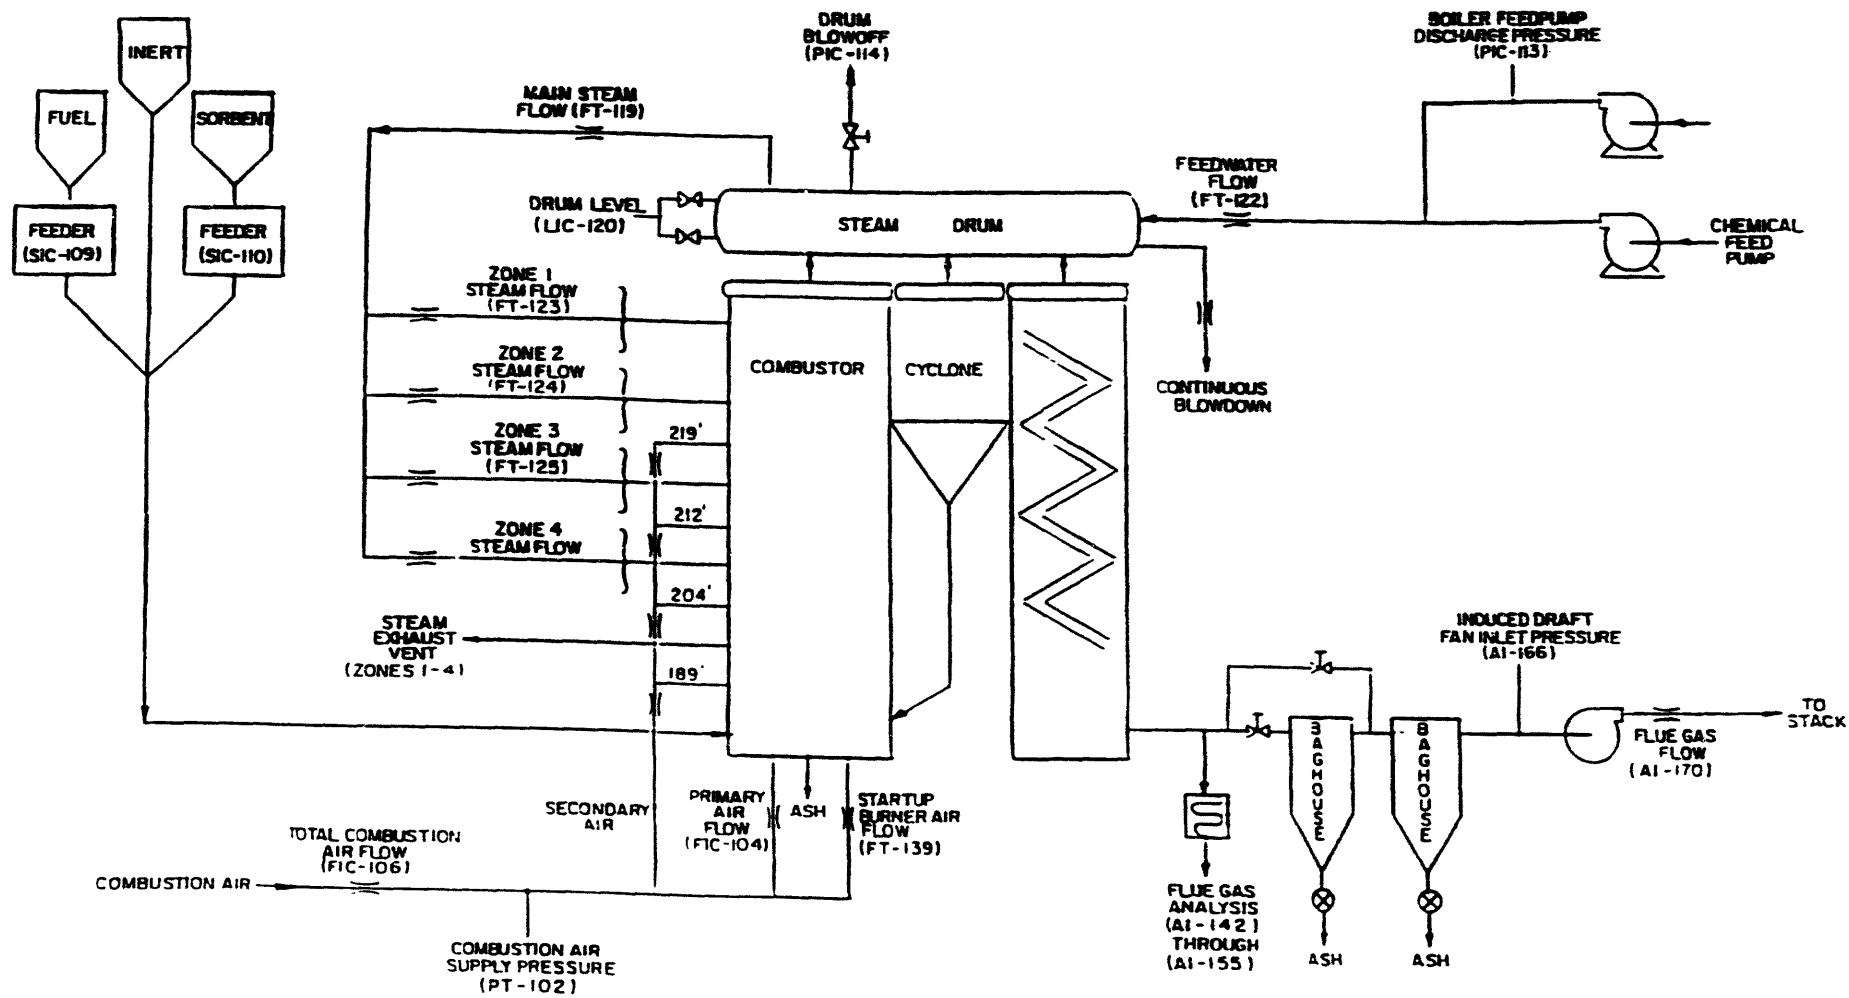 INERT
FUEL
SORBENT
FEEDER
(SIC-109)
FEEDER
(SIC-110)
DRUM
BLOWOFF
(PIC-114)
MAIN STEAM
FLOW (FT-119)
DRUM LEVEL
(LIC-120)
STEAM DRUM
FEEDWATER
FLOW
(FT-122)
BOILER FEEDPUMP
DISCHARGE PRESSURE
(PIC-113)
CHEMICAL
FEED
PUMP
ZONE 1
STEAM FLOW
(FT-123)
ZONE 2
STEAM FLOW
(FT-124)
ZONE 3
STEAM FLOW
(FT-125)
ZONE 4
STEAM FLOW
219'
212'
204'
189'
COMBUSTOR
CYCLONE
CONTINUOUS
BLOWDOWN
STEAM
EXHAUST
VENT
(ZONES 1-4)
SECONDARY
AIR
PRIMARY
AIR
FLOW
(FIC-104)
ASH
STARTUP
BURNER AIR
FLOW
(FT-139)
TOTAL COMBUSTION
AIR FLOW
(FIC-106)
COMBUSTION AIR
COMBUSTION AIR
SUPPLY PRESSURE
(PT-102)
INDUCED DRAFT
FAN INLET PRESSURE
(AI-166)
TO
STACK
FLUE GAS
FLOW
(AI-170)
BAGHOUSE
BAGHOUSE
FLUE GAS
ANALYSIS
(AI-142)
THROUGH
(AI-155)
ASH
ASH